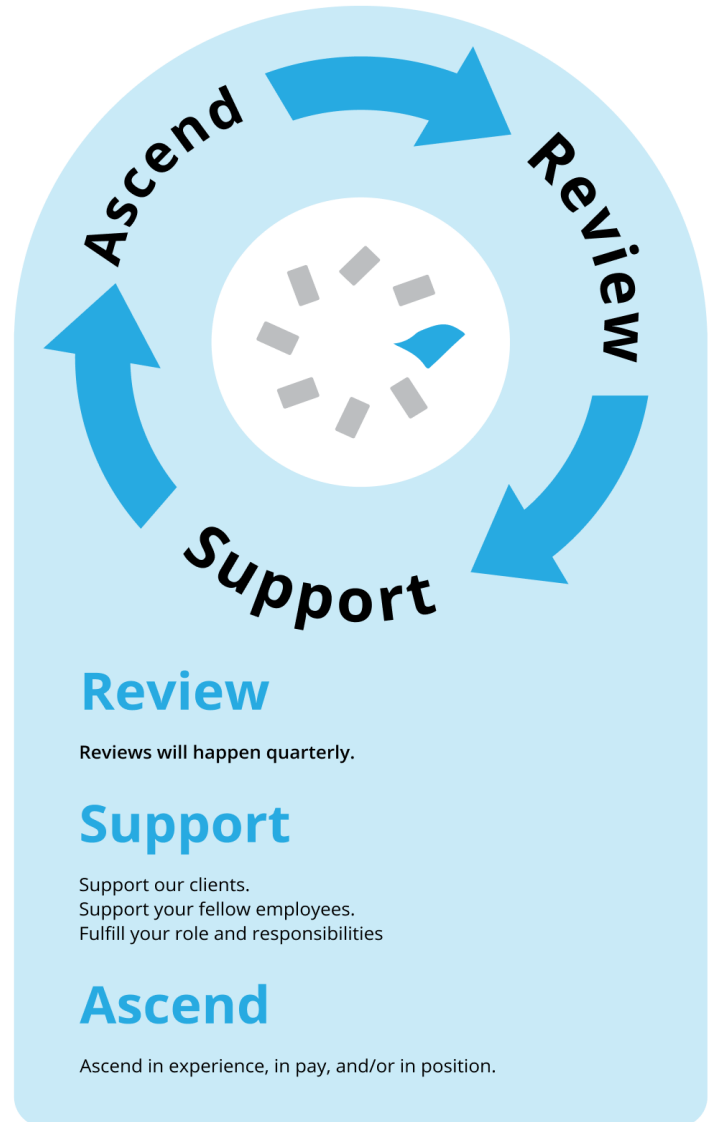 Ascend
Review
Support
Review
Reviews will happen quarterly.
Support
Support our clients.
Support your fellow employees.
Fulfill your role and responsibilities
Ascend
Ascend in experience, in pay, and/or in position.